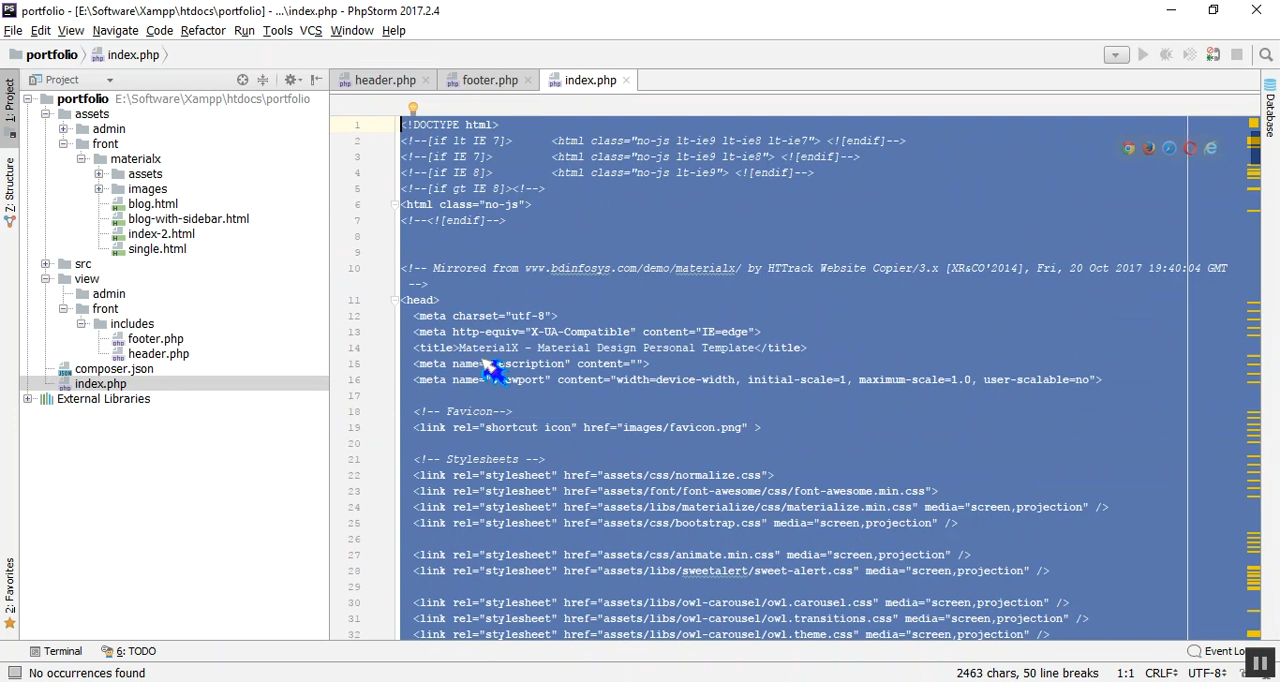 PS portfolio - [E:\Software\Xampp\htdocs\portfolio] - ...\index.php - PhpStorm 2017.2.4
File Edit View Navigate Code Refactor Run Tools VCS Window Help
portfolio index.php
1: Project
Z: Structure
2: Favorites
Project
portfolio E:\Software\Xampp\htdocs\portfolio
assets
admin
front
materialx
assets
images
blog.html
blog-with-sidebar.html
index-2.html
single.html
src
view
admin
front
includes
footer.php
header.php
composer.json
index.php
External Libraries
header.php footer.php index.php
1 <!DOCTYPE html>
2 <!--[if lt IE 7]> <html class="no-js lt-ie9 lt-ie8 lt-ie7"> <![endif]-->
3 <!--[if IE 7]> <html class="no-js lt-ie9 lt-ie8"> <![endif]-->
4 <!--[if IE 8]> <html class="no-js lt-ie9"> <![endif]-->
5 <!--[if gt IE 8]><!-->
6 <html class="no-js">
7 <!--<![endif]-->
8
9
10 <!-- Mirrored from www.bdinfosys.com/demo/materialx/ by HTTrack Website Copier/3.x [XR&CO'2014], Fri, 20 Oct 2017 19:40:04 GMT
-->
11 <head>
12 <meta charset="utf-8">
13 <meta http-equiv="X-UA-Compatible" content="IE=edge">
14 <title>MaterialX - Material Design Personal Template</title>
15 <meta name= content="">
16 <meta name= content="width=device-width, initial-scale=1, maximum-scale=1.0, user-scalable=no">
17
18 <!-- Favicon-->
19 <link rel="shortcut icon" href="images/favicon.png" >
20
21 <!-- Stylesheets -->
22 <link rel="stylesheet" href="assets/css/normalize.css">
23 <link rel="stylesheet" href="assets/font/font-awesome/css/font-awesome.min.css">
24 <link rel="stylesheet" href="assets/libs/materialize/css/materialize.min.css" media="screen,projection" />
25 <link rel="stylesheet" href="assets/css/bootstrap.css" media="screen,projection" />
26
27 <link rel="stylesheet" href="assets/css/animate.min.css" media="screen,projection" />
28 <link rel="stylesheet" href="assets/libs/sweetalert/sweet-alert.css" media="screen,projection" />
29
30 <link rel="stylesheet" href="assets/libs/owl-carousel/owl.carousel.css" media="screen,projection" />
31 <link rel="stylesheet" href="assets/libs/owl-carousel/owl.transitions.css" media="screen,projection" />
32 <link rel="stylesheet" href="assets/libs/owl-carousel/owl.theme.css" media="screen,projection" />
Database
Terminal 6: TODO Event Lo
No occurrences found 2463 chars, 50 line breaks 1:1 CRLF UTF-8